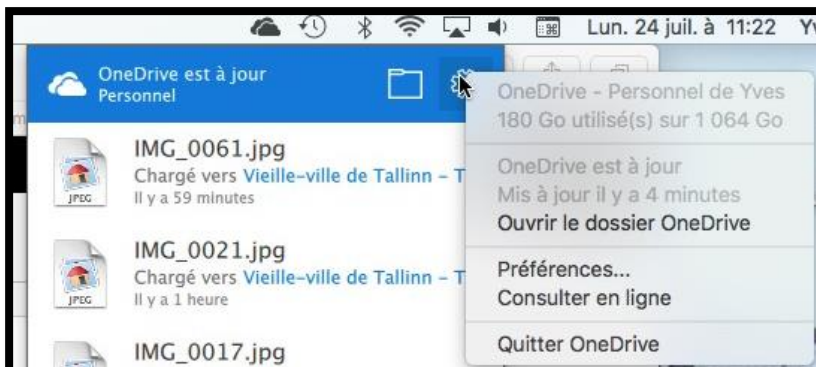 Lun. 24 juil. à 11:22 Yv
OneDrive est à jour
Personnel
IMG_0061.jpg
Chargé vers Vieille-ville de Tallinn – T
Il y a 59 minutes
JPEG
IMG_0021.jpg
Chargé vers Vieille-ville de Tallinn – T
Il y a 1 heure
JPEG
IMG_0017.jpg
OneDrive - Personnel de Yves
180 Go utilisé(s) sur 1 064 Go
OneDrive est à jour
Mis à jour il y a 4 minutes
Ouvrir le dossier OneDrive
Préférences...
Consulter en ligne
Quitter OneDrive